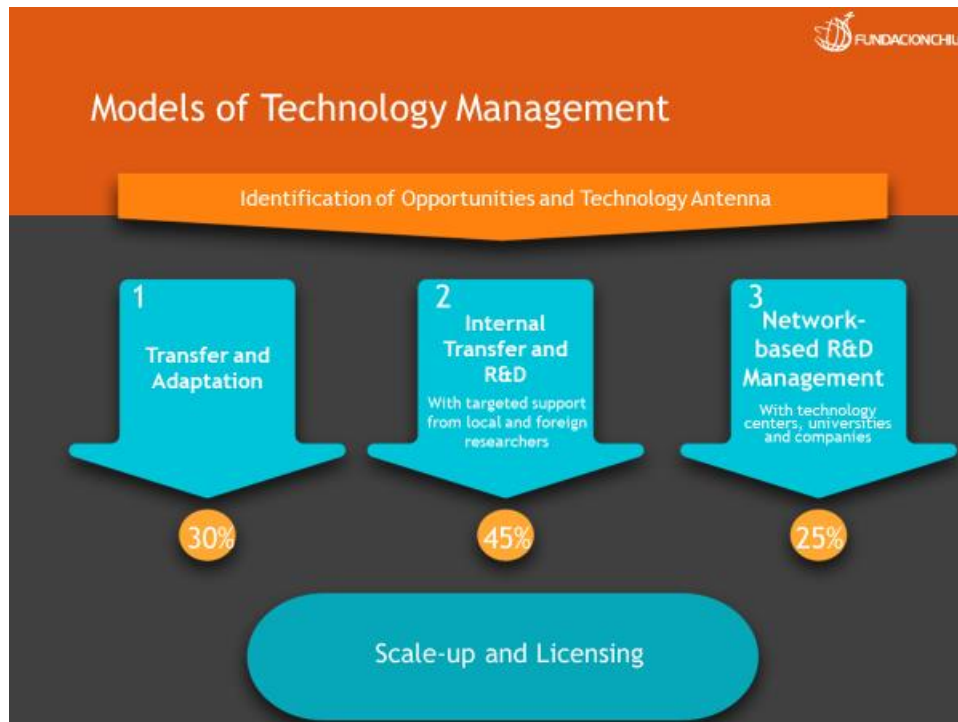 FUNDACIONCHIL
Models of Technology Management
Identification of Opportunities and Technology Antenna
1
Transfer and
Adaptation
2
Internal
Transfer and
R&D
With targeted support
from local and foreign
researchers
3
Network-
based R&D
Management
With technology
centers, universities
and companies
30%
45%
25%
Scale-up and Licensing